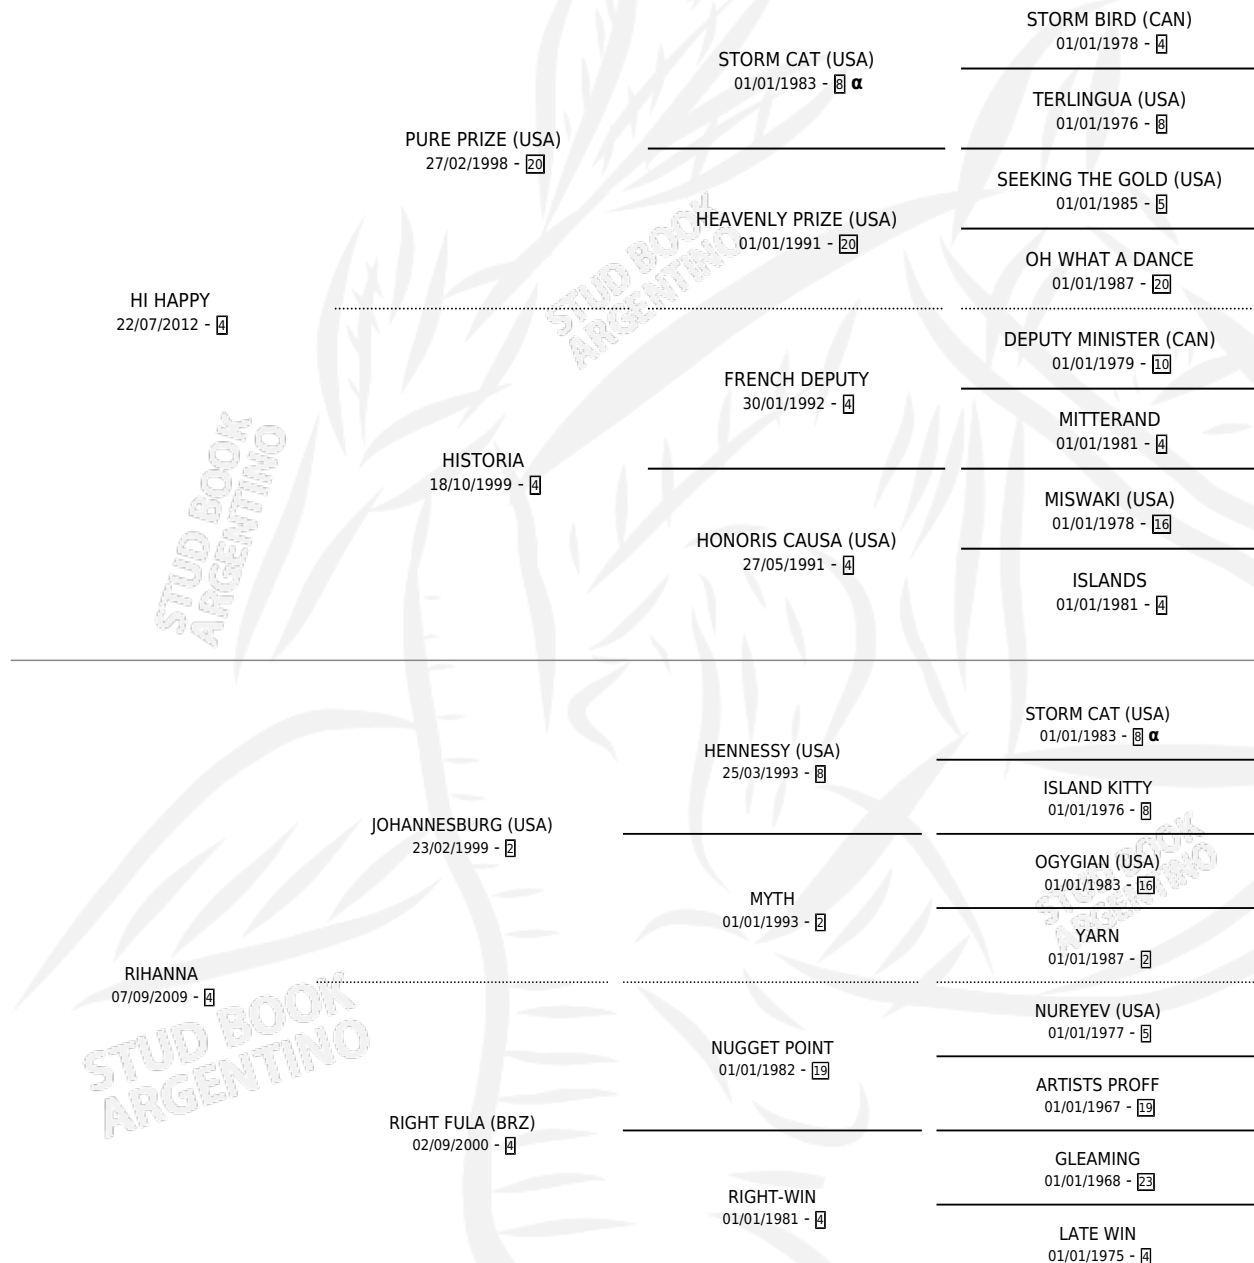 STORM BIRD (CAN)
01/01/1978 - 4
STORM CAT (USA)
01/01/1983 - 8 α
TERLINGUA (USA)
01/01/1976 - 8
PURE PRIZE (USA)
27/02/1998 - 20
SEEKING THE GOLD (USA)
01/01/1985 - 5
HEAVENLY PRIZE (USA)
01/01/1991 - 20
OH WHAT A DANCE
01/01/1987 - 20
HI HAPPY
22/07/2012 - 4
DEPUTY MINISTER (CAN)
01/01/1979 - 10
FRENCH DEPUTY
30/01/1992 - 4
MITTERAND
01/01/1981 - 4
HISTORIA
18/10/1999 - 4
MISWAKI (USA)
01/01/1978 - 16
HONORIS CAUSA (USA)
27/05/1991 - 4
ISLANDS
01/01/1981 - 4
STORM CAT (USA)
01/01/1983 - 8 α
HENNESSY (USA)
25/03/1993 - 8
ISLAND KITTY
01/01/1976 - 8
JOHANNESBURG (USA)
23/02/1999 - 2
OGYGIAN (USA)
01/01/1983 - 16
MYTH
01/01/1993 - 2
YARN
01/01/1987 - 2
RIHANNA
07/09/2009 - 4
NUREYEV (USA)
01/01/1977 - 5
NUGGET POINT
01/01/1982 - 19
ARTISTS PROFF
01/01/1967 - 19
RIGHT FULA (BRZ)
02/09/2000 - 4
GLEAMING
01/01/1968 - 23
RIGHT-WIN
01/01/1981 - 4
LATE WIN
01/01/1975 - 4
STUD BOOK
ARGENTINO
STUD BOOK
ARGENTINO
STUD BOOK
ARGENTINO
STUD BOOK
ARGENTINO